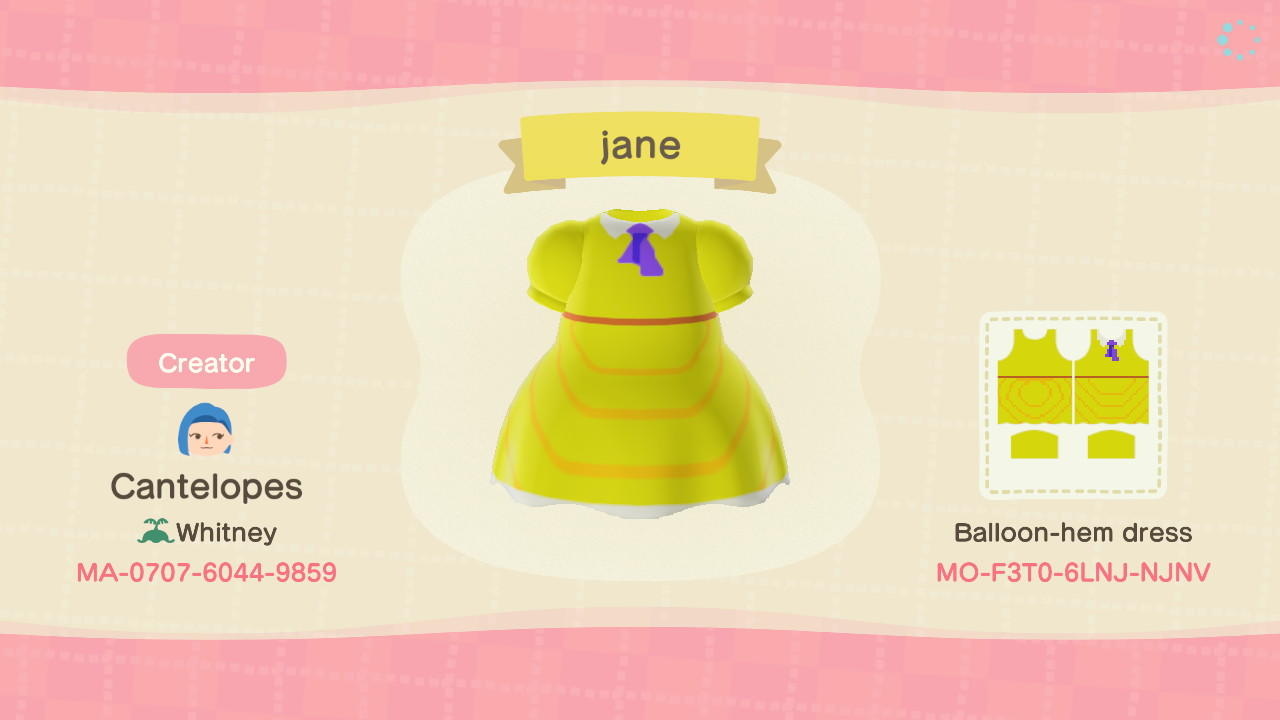 jane
Creator
Cantelopes
Whitney
MA-0707-6044-9859
Balloon-hem dress
MO-F3T0-6LNJ-NJNV